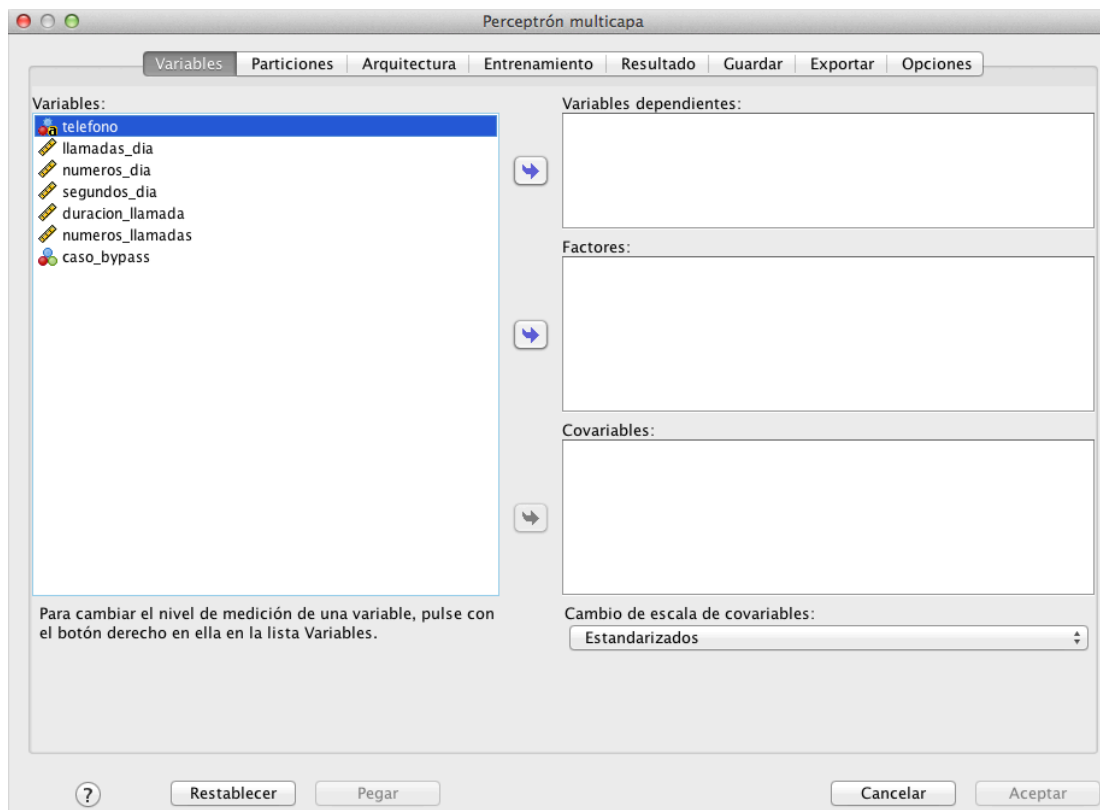 Perceptrón multicapa
Variables Particiones Arquitectura Entrenamiento Resultado Guardar Exportar Opciones
Variables:
telefono
llamadas_dia
numeros_dia
segundos_dia
duracion_llamada
numeros_llamadas
caso_bypass
Para cambiar el nivel de medición de una variable, pulse con
el botón derecho en ella en la lista Variables.
Variables dependientes:
Factores:
Covariables:
Cambio de escala de covariables:
Estandarizados
? Restablecer Pegar Cancelar Aceptar